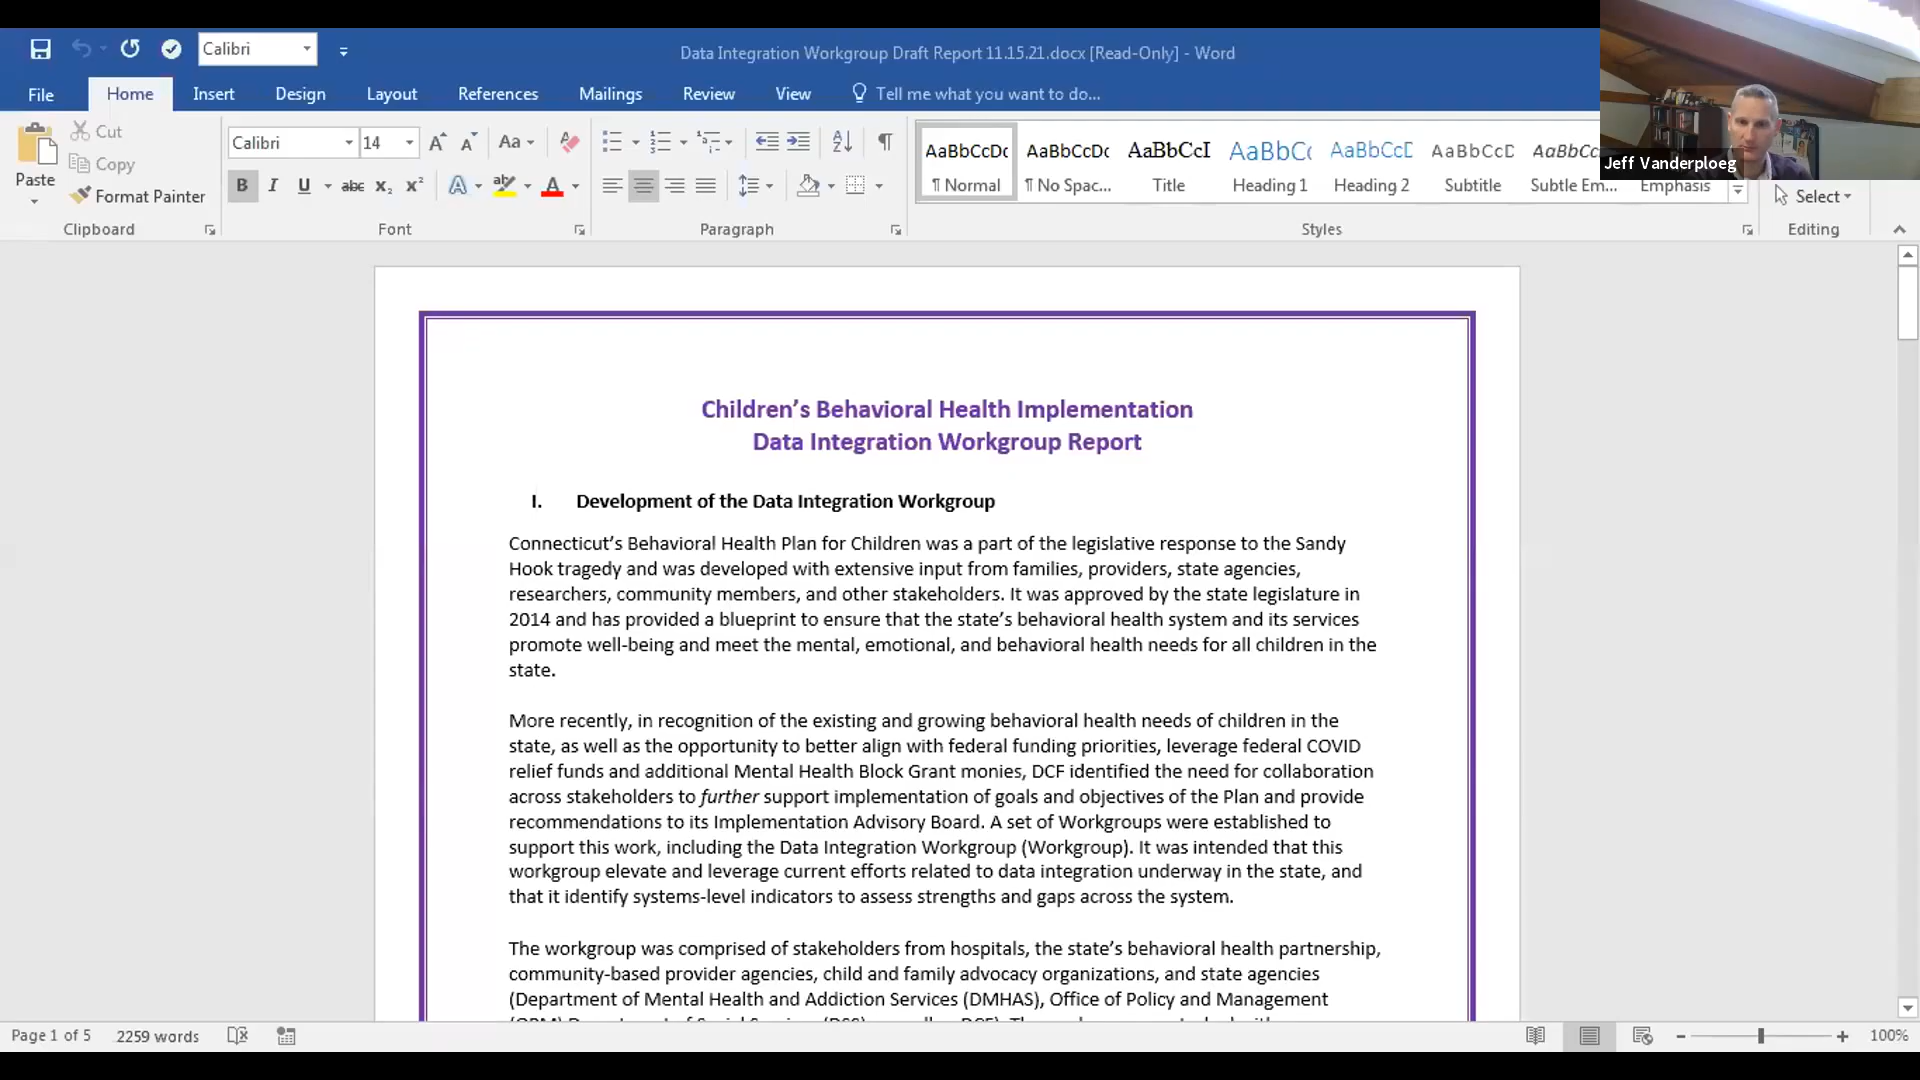 Calibri
Data Integration Workgroup Draft Report 11.15.21.docx [Read-Only] - Word
File Home Insert Design Layout References Mailings Review View Tell me what you want to do...
Jeff Vanderploeg
Paste
Cut
Copy
Format Painter
Clipboard
Calibri 14 Aa
B I U abc x₂ x² A A
Font
Paragraph
AaBbCcDc AaBbCcDc AaBbCcI AaBbC AaBbCcD AaBbCcD AaBbCc
¶ Normal ¶ No Spac... Title Heading 1 Heading 2 Subtitle Subtle Em... Emphasis
Styles
Select
Editing
Children’s Behavioral Health Implementation
Data Integration Workgroup Report
I. Development of the Data Integration Workgroup
Connecticut’s Behavioral Health Plan for Children was a part of the legislative response to the Sandy
Hook tragedy and was developed with extensive input from families, providers, state agencies,
researchers, community members, and other stakeholders. It was approved by the state legislature in
2014 and has provided a blueprint to ensure that the state’s behavioral health system and its services
promote well-being and meet the mental, emotional, and behavioral health needs for all children in the
state.
More recently, in recognition of the existing and growing behavioral health needs of children in the
state, as well as the opportunity to better align with federal funding priorities, leverage federal COVID
relief funds and additional Mental Health Block Grant monies, DCF identified the need for collaboration
across stakeholders to further support implementation of goals and objectives of the Plan and provide
recommendations to its Implementation Advisory Board. A set of Workgroups were established to
support this work, including the Data Integration Workgroup (Workgroup). It was intended that this
workgroup elevate and leverage current efforts related to data integration underway in the state, and
that it identify systems-level indicators to assess strengths and gaps across the system.
The workgroup was comprised of stakeholders from hospitals, the state’s behavioral health partnership,
community-based provider agencies, child and family advocacy organizations, and state agencies
(Department of Mental Health and Addiction Services (DMHAS), Office of Policy and Management
Page 1 of 5 2259 words 100%